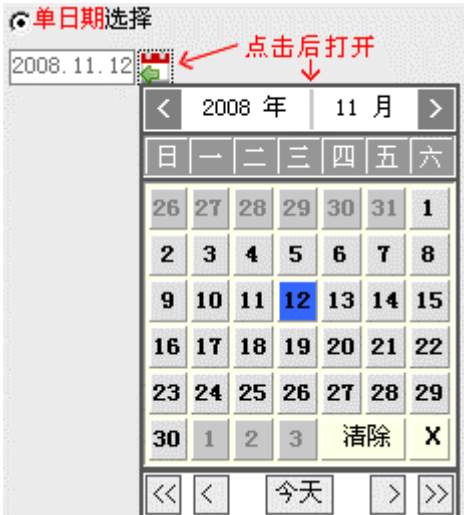 单日期选择
点击后打开
2008.11.12
< 2008 年 11 月 >
日 一 二 三 四 五 六
26 27 28 29 30 31 1
2 3 4 5 6 7 8
9 10 11 12 13 14 15
16 17 18 19 20 21 22
23 24 25 26 27 28 29
30 1 2 3 清除 X
<< < 今天 > >>